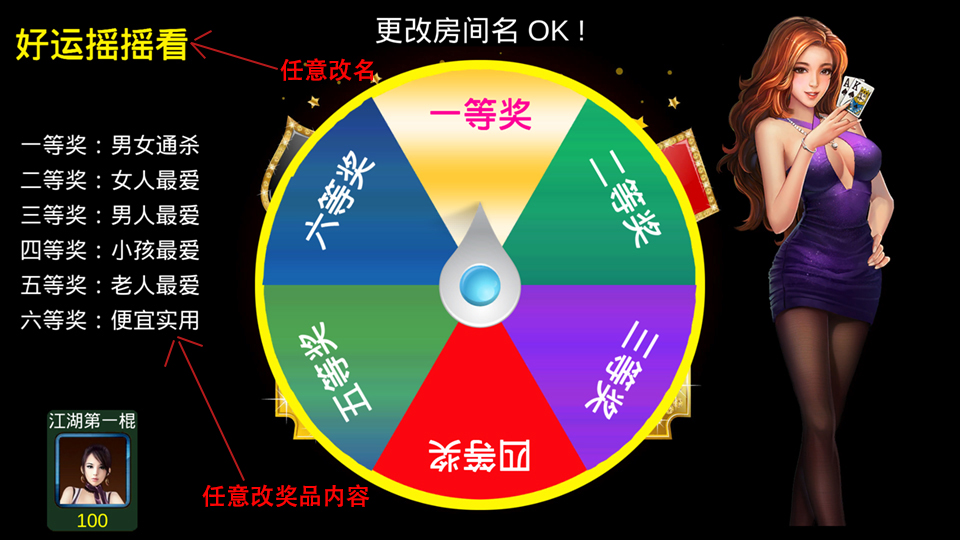 更改房间名 OK !
好运摇摇看
任意改名
一等奖：男女通杀
二等奖：女人最爱
三等奖：男人最爱
四等奖：小孩最爱
五等奖：老人最爱
六等奖：便宜实用
一等奖
二等奖
三等奖
四等奖
五等奖
六等奖
A K
江湖第一棍
100
任意改奖品内容